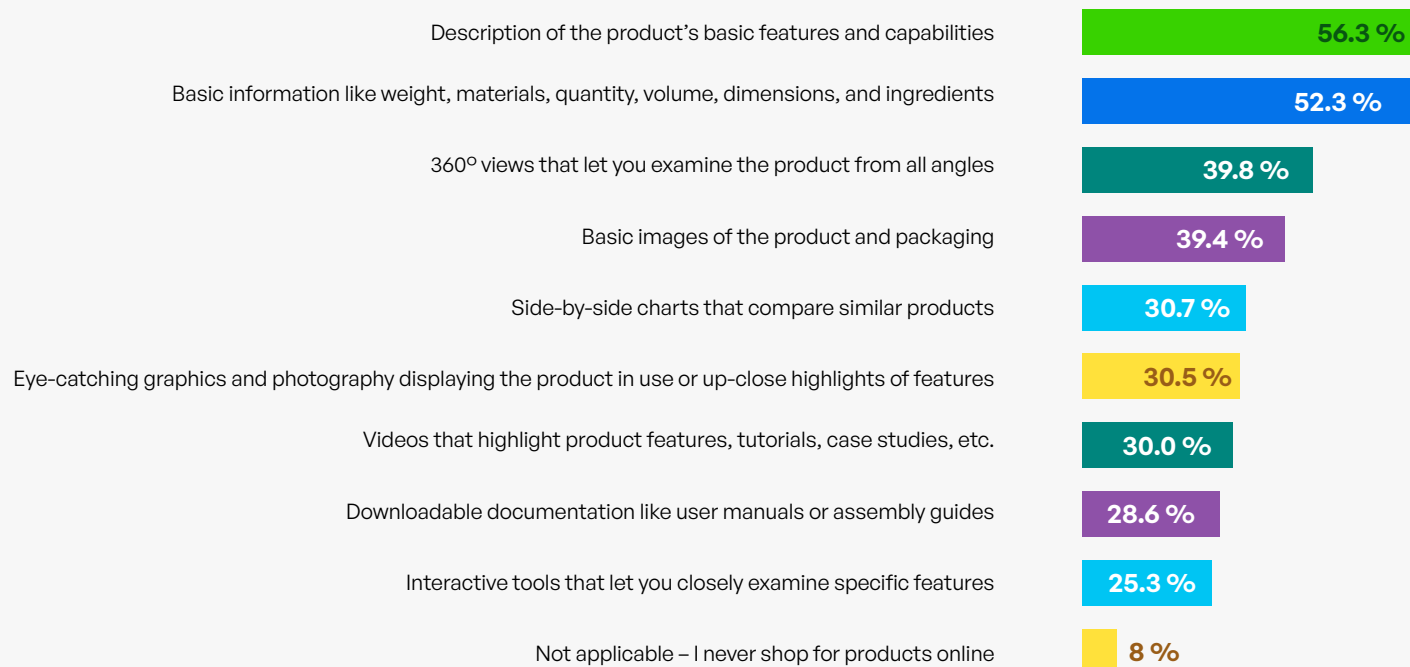 Description of the product’s basic features and capabilities 56.3 %
Basic information like weight, materials, quantity, volume, dimensions, and ingredients 52.3 %
360º views that let you examine the product from all angles 39.8 %
Basic images of the product and packaging 39.4 %
Side-by-side charts that compare similar products 30.7 %
Eye-catching graphics and photography displaying the product in use or up-close highlights of features 30.5 %
Videos that highlight product features, tutorials, case studies, etc. 30.0 %
Downloadable documentation like user manuals or assembly guides 28.6 %
Interactive tools that let you closely examine specific features 25.3 %
Not applicable – I never shop for products online 8 %